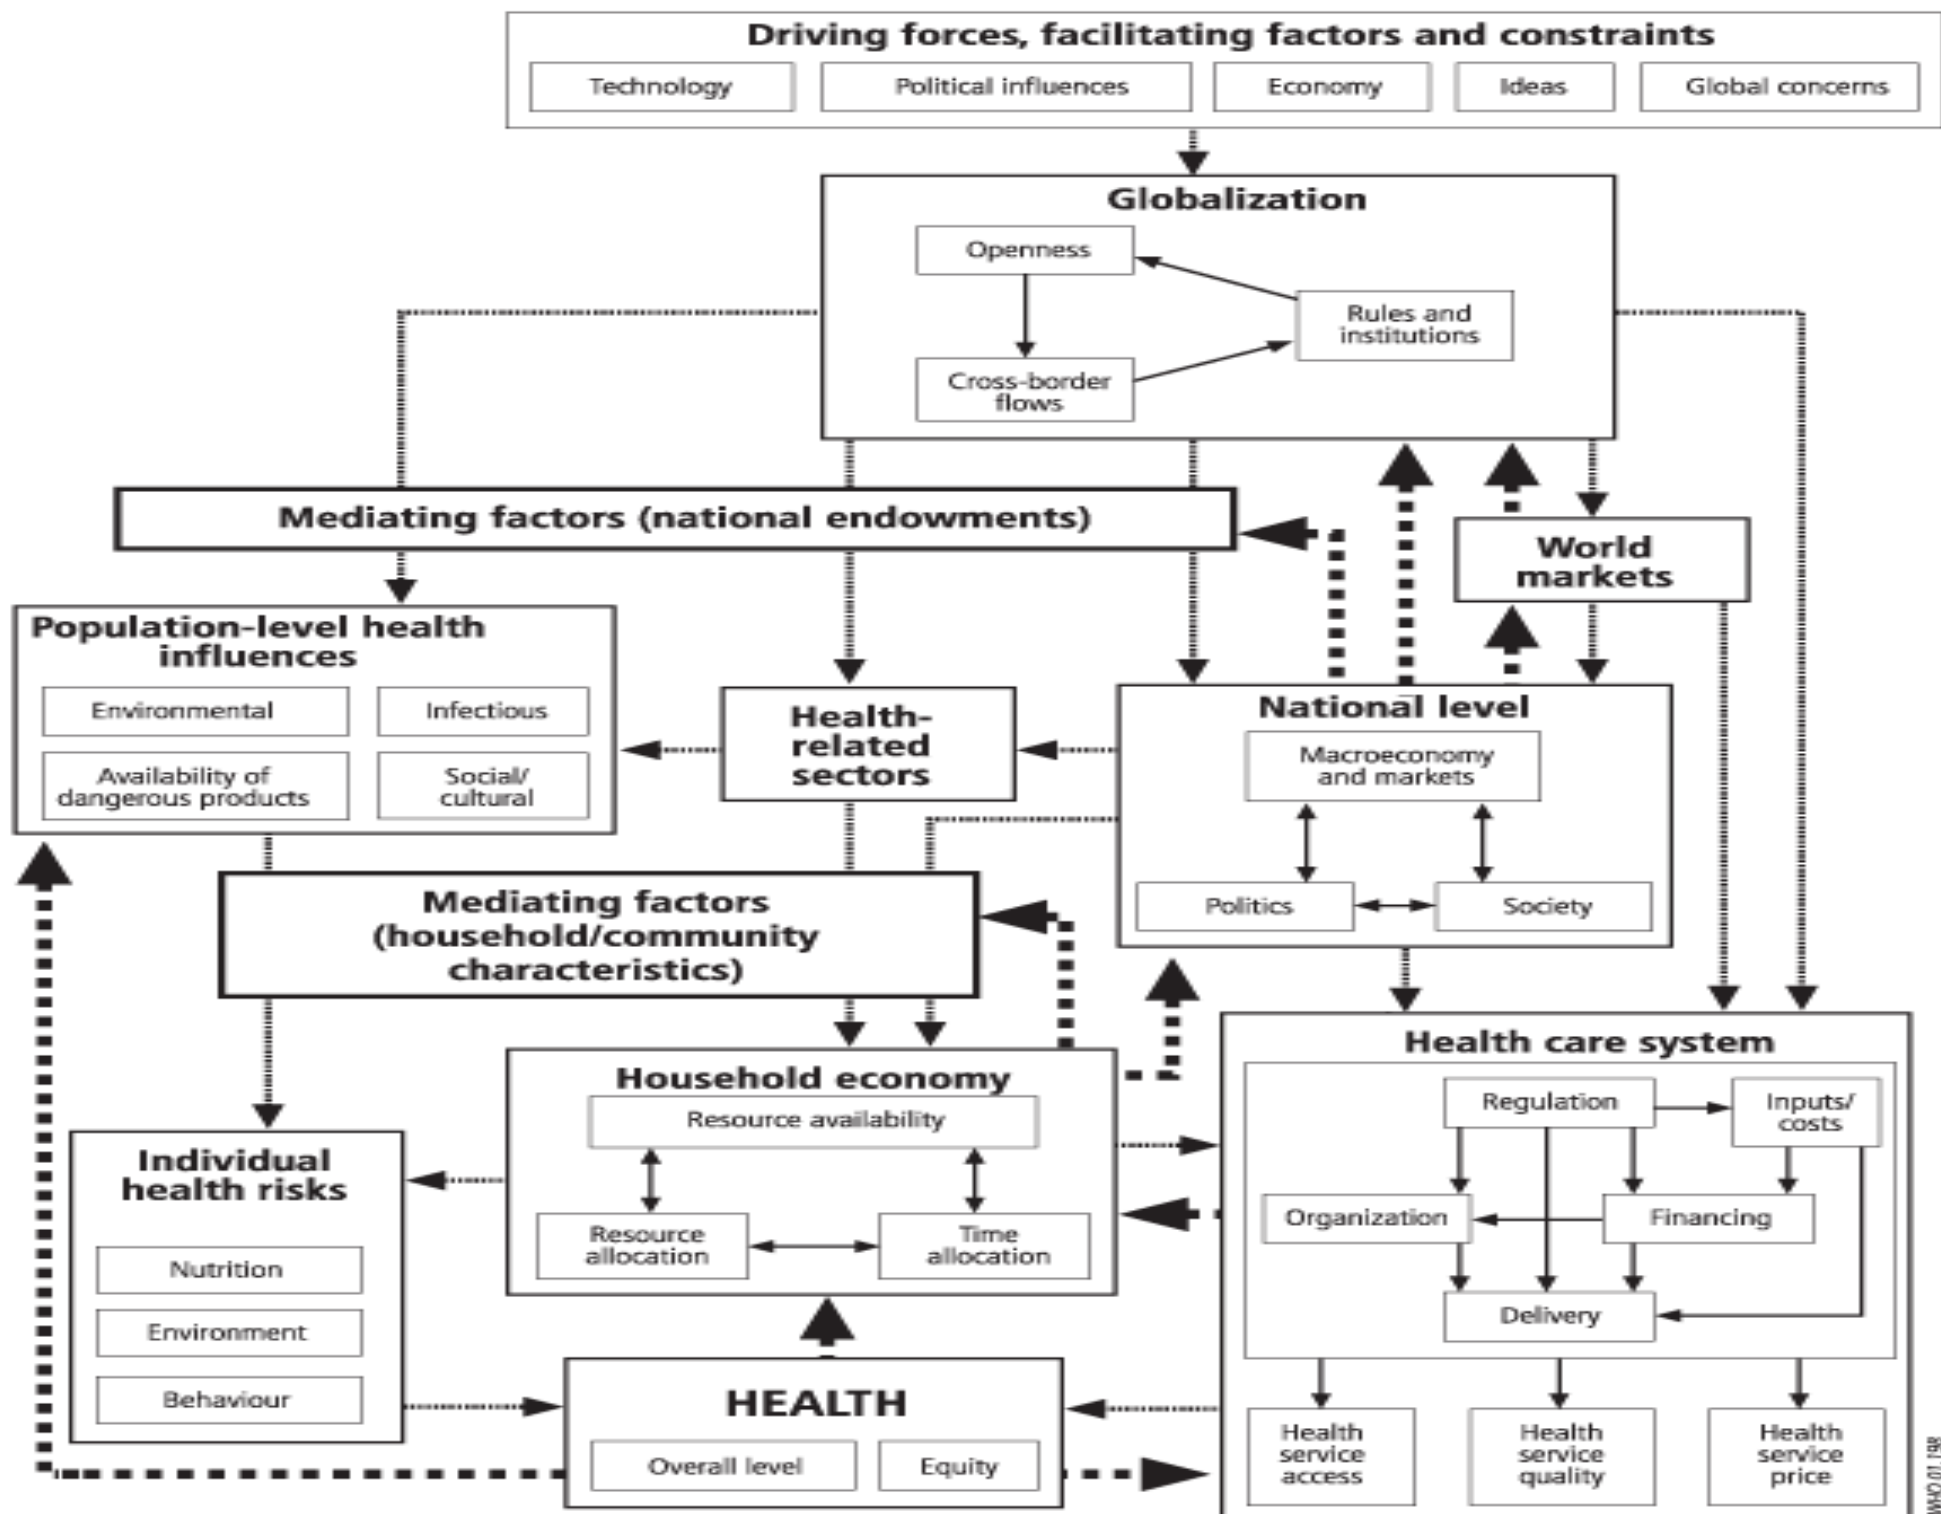 Driving forces, facilitating factors and constraints
Technology
Political influences
Economy
Ideas
Global concerns
Globalization
Openness
Rules and
institutions
Cross-border
flows
Mediating factors (national endowments)
World
markets
Population-level health
influences
Environmental
Infectious
Availability of
dangerous products
Social/
cultural
Health-
related
sectors
National level
Macroeconomy
and markets
Politics
Society
Mediating factors
(household/community
characteristics)
Household economy
Resource availability
Resource
allocation
Time
allocation
Individual
health risks
Nutrition
Environment
Behaviour
Health care system
Regulation
Inputs/
costs
Organization
Financing
Delivery
Health
service
access
Health
service
quality
Health
service
price
HEALTH
Overall level
Equity
WHO 01.198